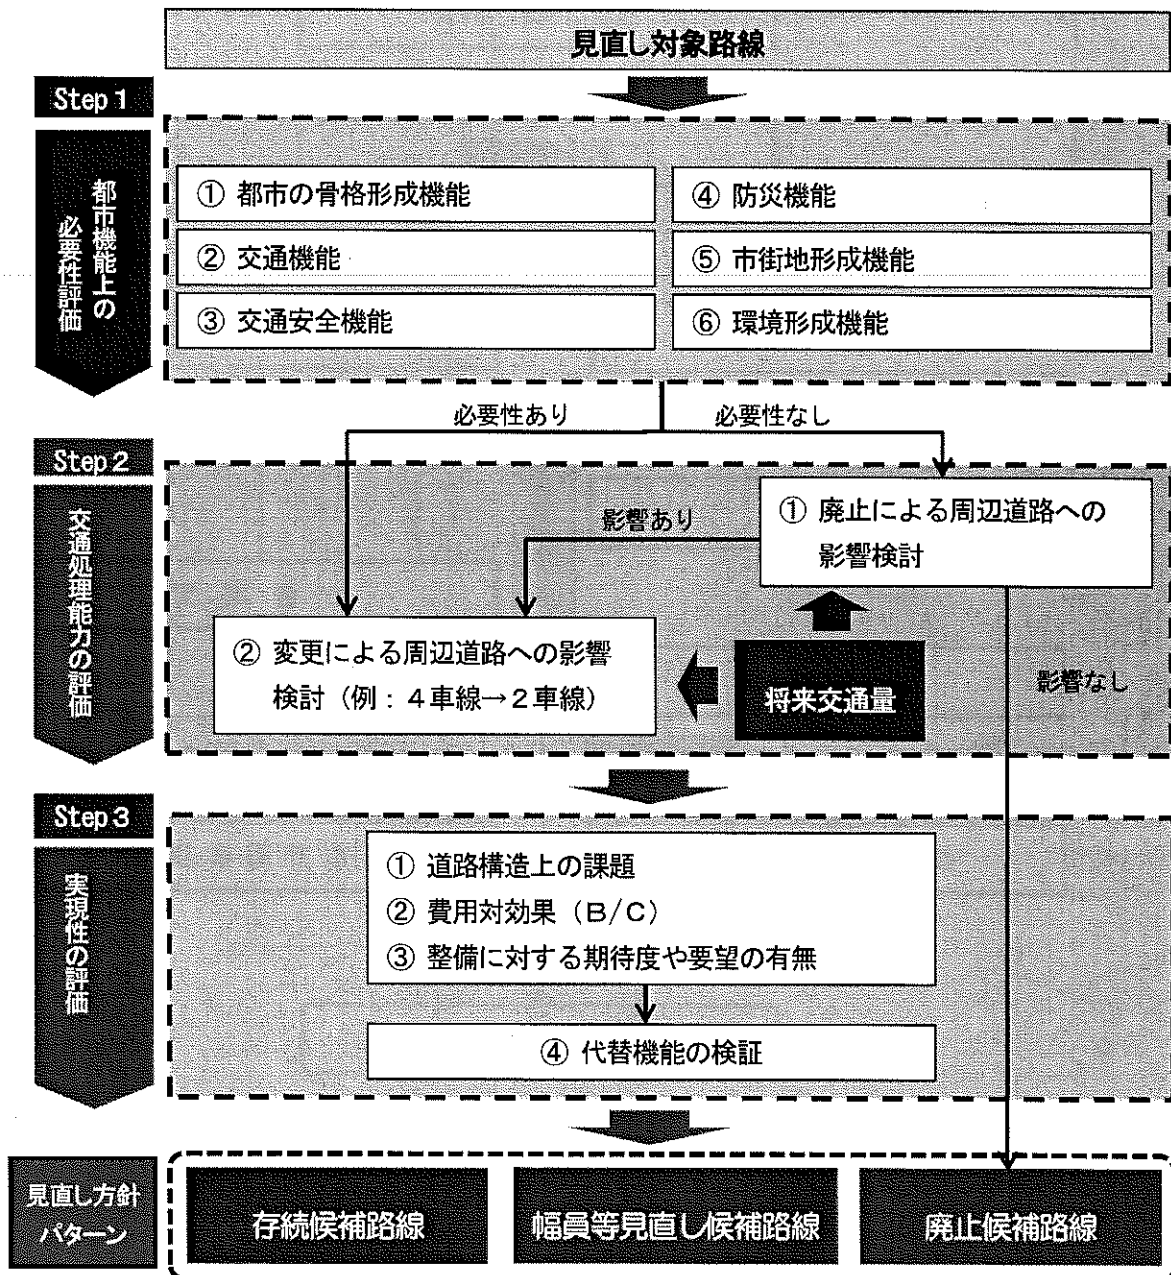 見直し対象路線
Step 1
都市機能上の
必要性評価
① 都市の骨格形成機能
② 交通機能
③ 交通安全機能
④ 防災機能
⑤ 市街地形成機能
⑥ 環境形成機能
必要性あり
必要性なし
Step 2
交通処理能力の評価
① 廃止による周辺道路への
影響検討
影響あり
② 変更による周辺道路への影響
検討（例：４車線→２車線）
将来交通量
影響なし
Step 3
実現性の評価
① 道路構造上の課題
② 費用対効果（Ｂ/Ｃ）
③ 整備に対する期待度や要望の有無
④ 代替機能の検証
見直し方針
パターン
存続候補路線
幅員等見直し候補路線
廃止候補路線